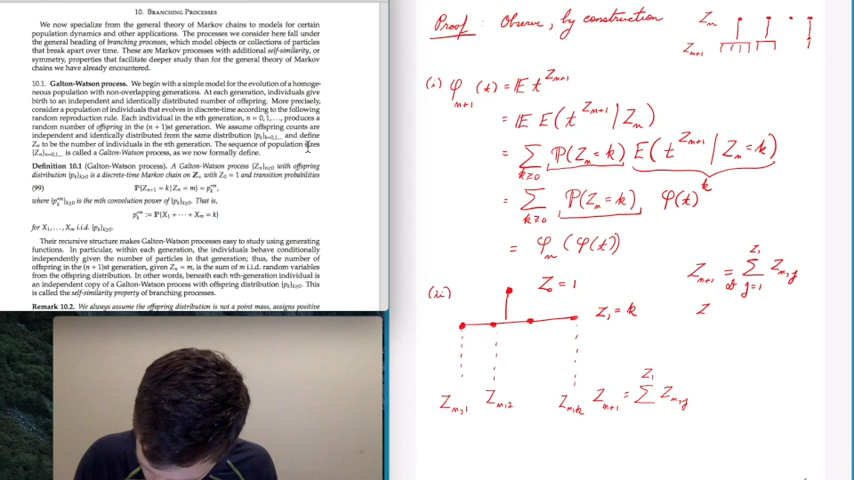 10. BRANCHING PROCESSES
We now specialize from the general theory of Markov chains to models for certain
population dynamics and other applications. The processes we consider here fall under
the general heading of branching processes, which model objects or collections of particles
that break apart over time. These are Markov processes with additional self-similarity, or
symmetry, properties that facilitate deeper study than for the general theory of Markov
chains we have already encountered.
10.1. Galton-Watson process. We begin with a simple model for the evolution of a homoge-
neous population with non-overlapping generations. At each generation, individuals give
birth to an independent and identically distributed number of offspring. More precisely,
consider a population of individuals that evolves in discrete-time according to the following
random reproduction rule. Each individual in the nth generation, n = 0, 1, . . ., produces a
random number of offspring in the (n + 1)st generation. We assume offspring counts are
independent and identically distributed from the same distribution {p_k}_{k=0,1,...} and define
Z_n to be the number of individuals in the nth generation. The sequence of population sizes
{Z_n}_{n=0,1,...} is called a Galton-Watson process, as we now formally define.
Definition 10.1 (Galton-Watson process). A Galton-Watson process {Z_n}_{n≥0} with offspring
distribution {p_k}_{k≥0} is a discrete-time Markov chain on Z_+ with Z_0 = 1 and transition probabilities
(99) P{Z_{n+1} = k | Z_n = m} = p_k^{*m},
where {p_k^{*m}}_{k≥0} is the mth convolution power of {p_k}_{k≥0}. That is,
p_k^{*m} := P{X_1 + · · · + X_m = k}
for X_1, . . . , X_m i.i.d. {p_k}_{k≥0}.
Their recursive structure makes Galton-Watson processes easy to study using generating
functions. In particular, within each generation, the individuals behave conditionally
independently given the number of particles in that generation; thus, the number of
offspring in the (n + 1)st generation, given Z_n = m, is the sum of m i.i.d. random variables
from the offspring distribution. In other words, beneath each nth-generation individual is
an independent copy of a Galton-Watson process with offspring distribution {p_k}_{k≥0}. This
is called the self-similarity property of branching processes.
Remark 10.2. We always assume the offspring distribution is not a point mass, assigns positive
Proof : Observe, by construction
Z_n
Z_{n+1}
(i) φ_{n+1} (t) = E t^{Z_{n+1}}
= E E(t^{Z_{n+1}} | Z_n)
= Σ_{k≥0} P(Z_n = k) E(t^{Z_{n+1}} | Z_n = k)
= Σ_{k≥0} P(Z_n = k) φ(t)^k
= φ_n (φ(t))
(ii) Z_0 = 1
Z_1 = k
Z_{n,1} Z_{n,2} Z_{n,k} Z_{n+1} = Σ^{Z_1} Z_{n,j}
Z_{n+1} = Σ_{j=1}^{Z_1} Z_{n,j}
Z